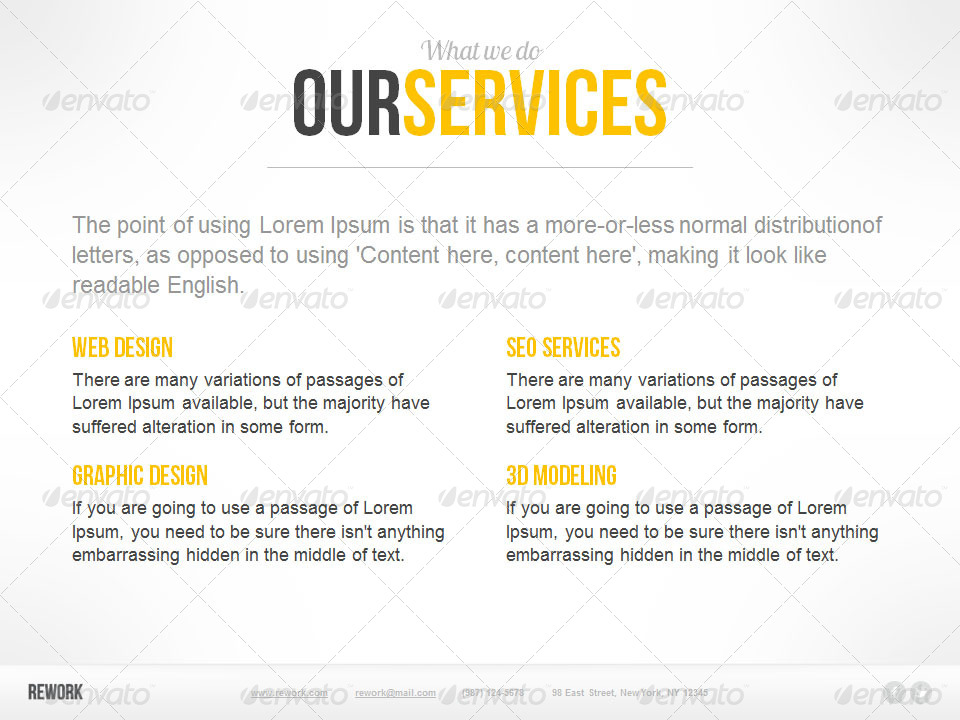 What we do
OURSERVICES
The point of using Lorem Ipsum is that it has a more-or-less normal distributionof
letters, as opposed to using 'Content here, content here', making it look like
readable English.
WEB DESIGN
There are many variations of passages of
Lorem Ipsum available, but the majority have
suffered alteration in some form.
SEO SERVICES
There are many variations of passages of
Lorem Ipsum available, but the majority have
suffered alteration in some form.
GRAPHIC DESIGN
If you are going to use a passage of Lorem
Ipsum, you need to be sure there isn't anything
embarrassing hidden in the middle of text.
3D MODELING
If you are going to use a passage of Lorem
Ipsum, you need to be sure there isn't anything
embarrassing hidden in the middle of text.
REWORK www.rework.com rework@mail.com (987) 124-5578 98 East Street, NewYork, NY 12345
envato